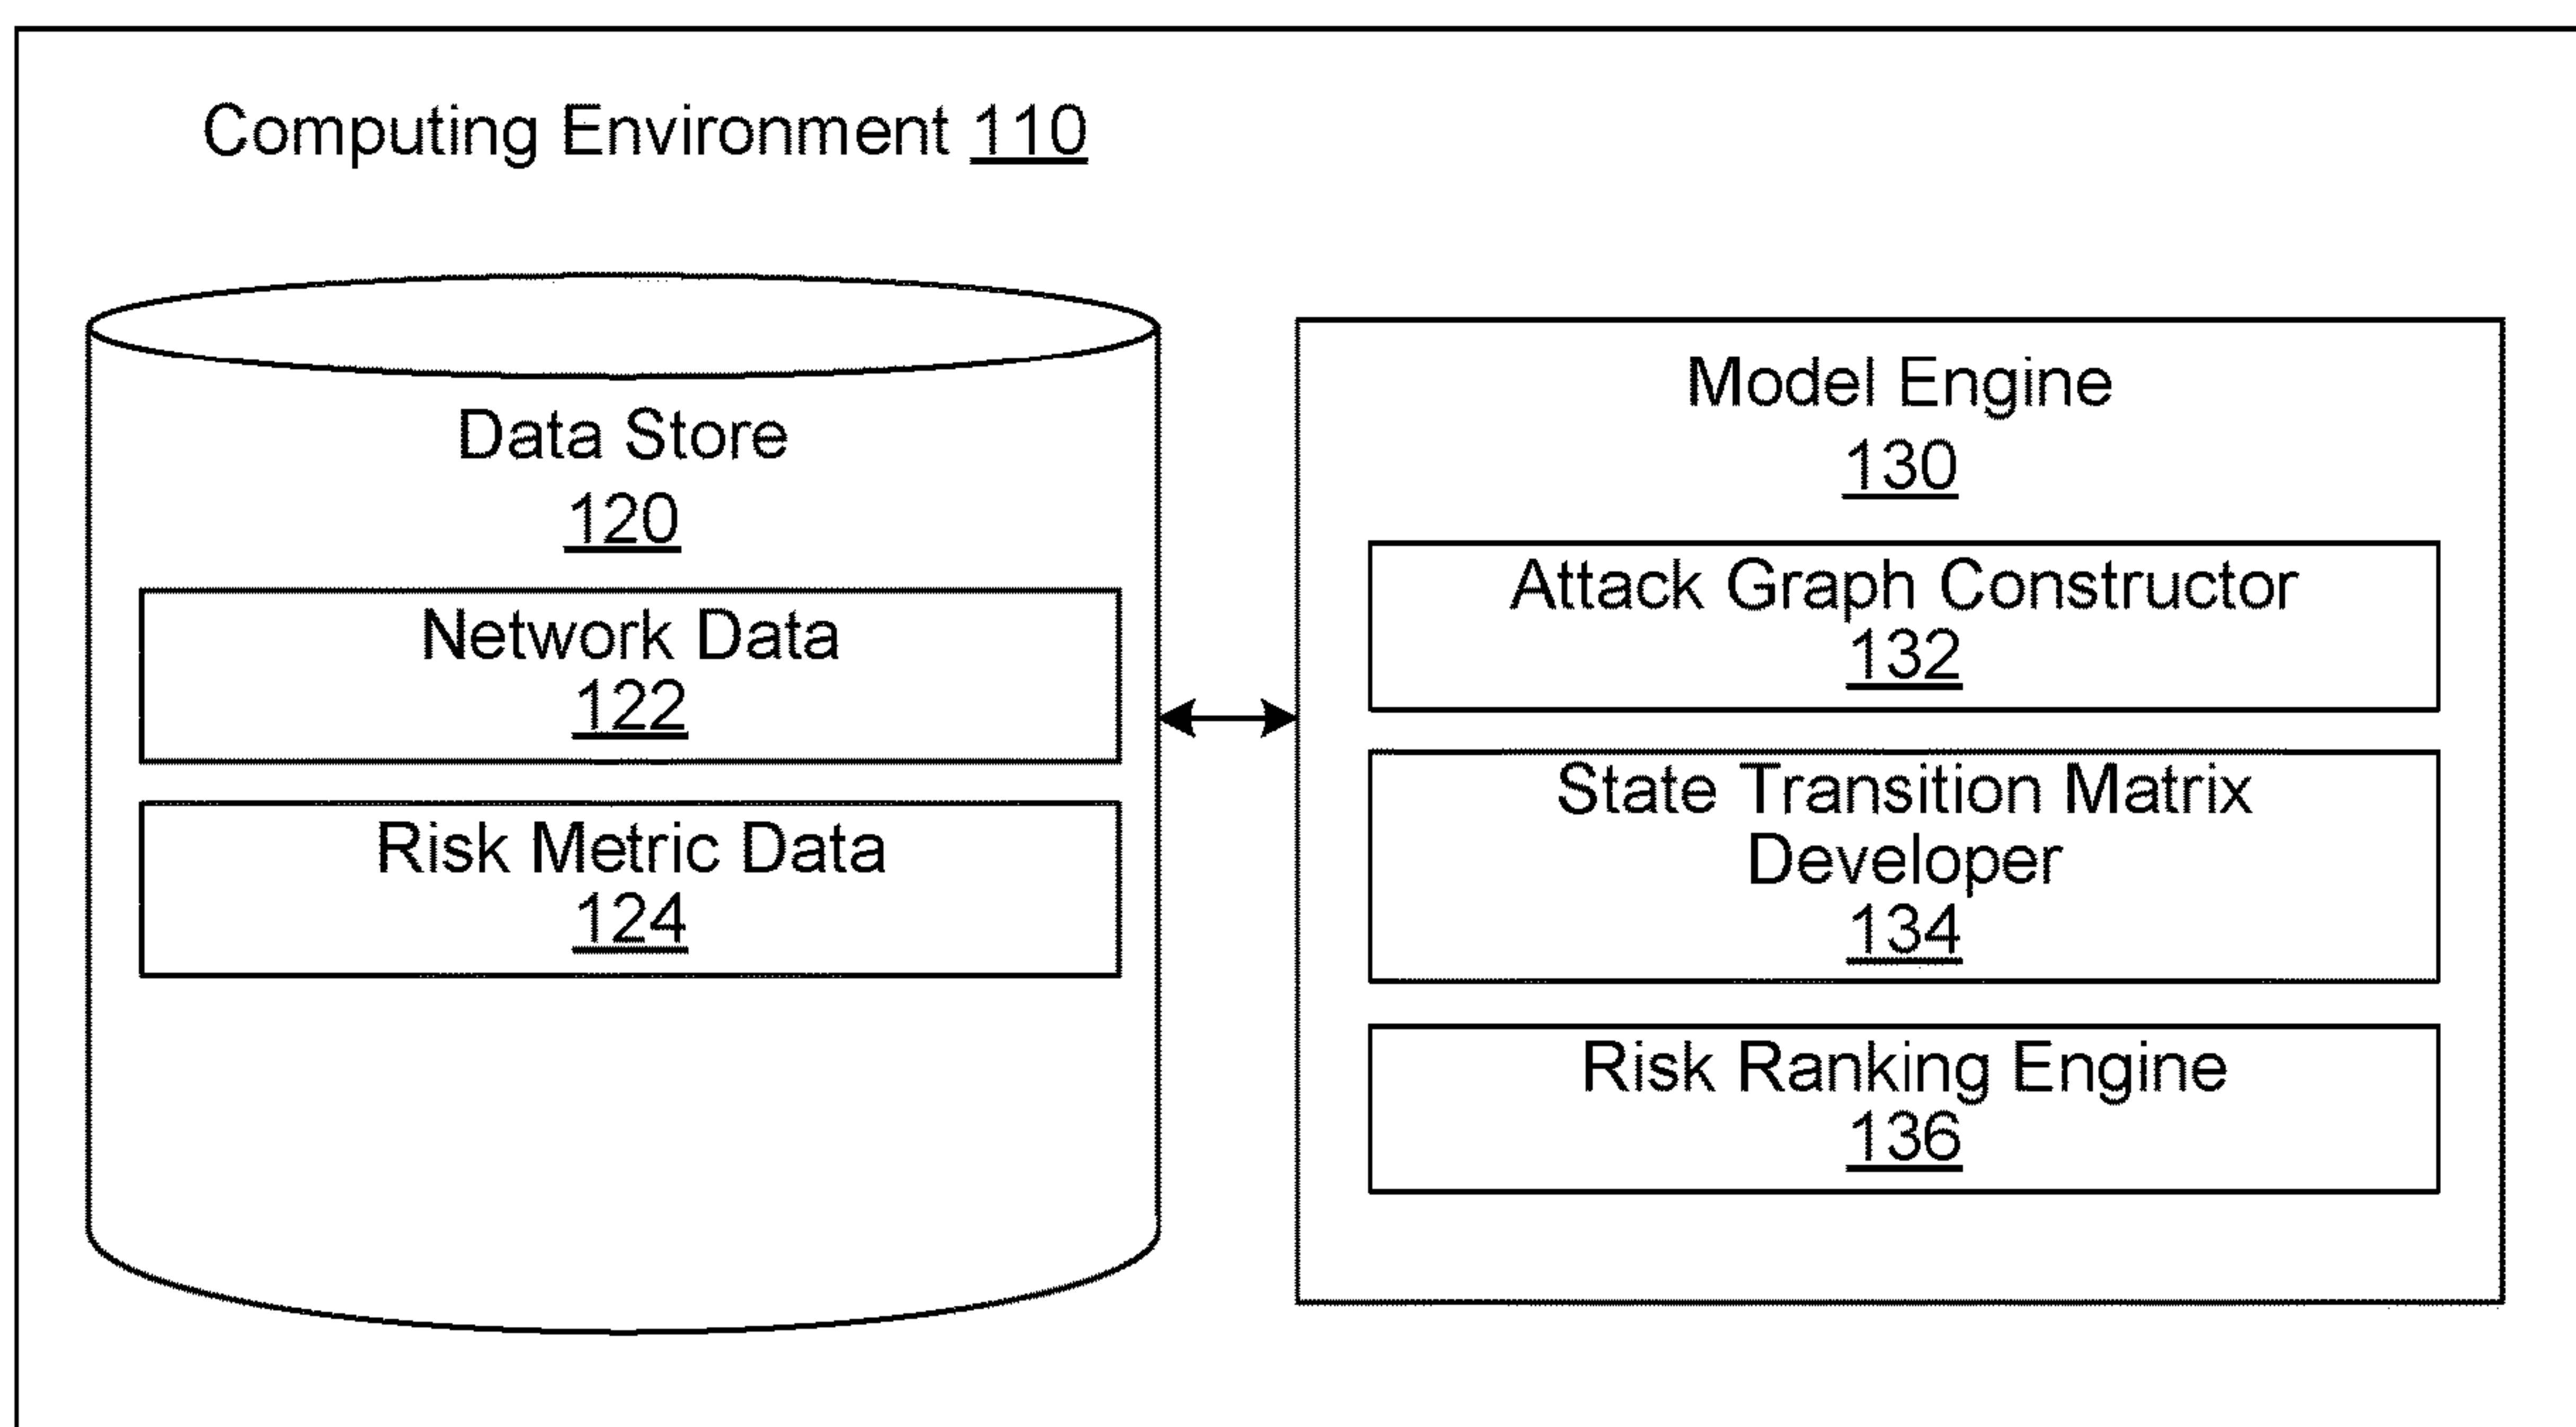 Computing Environment 110
Data Store
120
Network Data
122
Risk Metric Data
124
Model Engine
130
Attack Graph Constructor
132
State Transition Matrix
Developer
134
Risk Ranking Engine
136